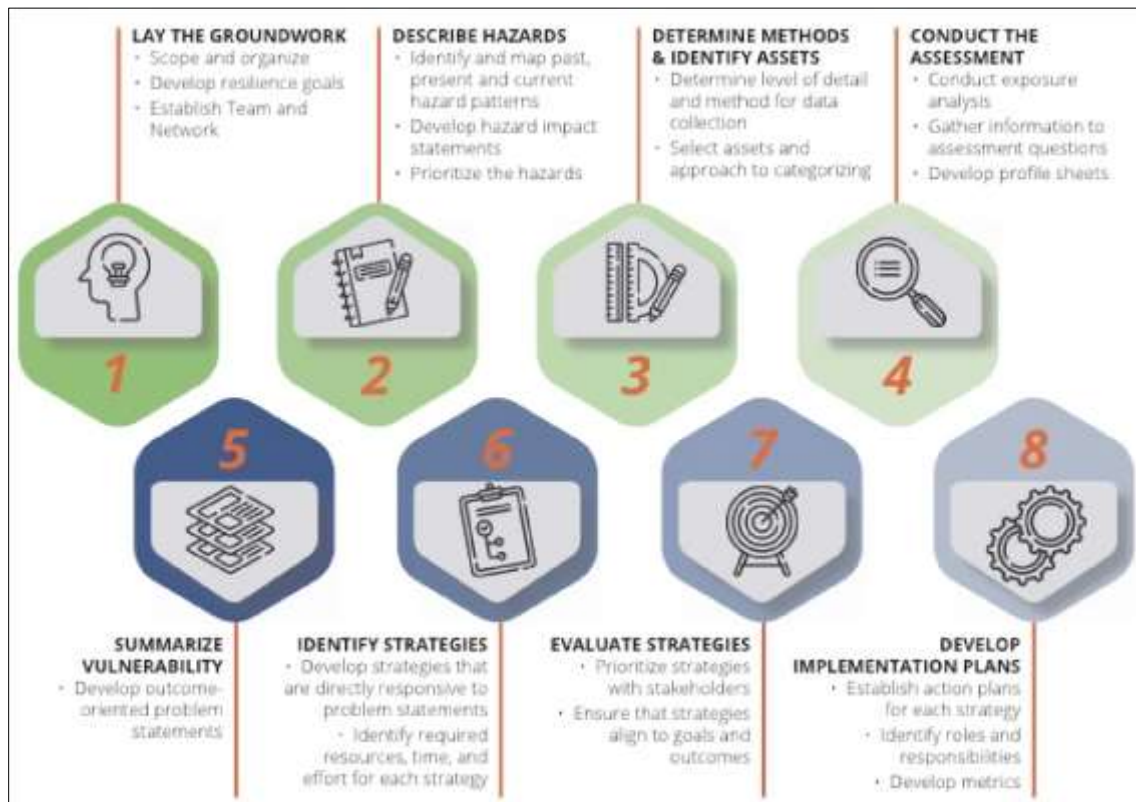 LAY THE GROUNDWORK
• Scope and organize
• Develop resilience goals
• Establish Team and
Network
DESCRIBE HAZARDS
• Identify and map past,
present and current
hazard patterns
• Develop hazard impact
statements
• Prioritize the hazards
DETERMINE METHODS
& IDENTIFY ASSETS
• Determine level of detail
and method for data
collection
• Select assets and
approach to categorizing
CONDUCT THE
ASSESSMENT
• Conduct exposure
analysis
• Gather information to
assessment questions
• Develop profile sheets
1
2
3
4
5
6
7
8
SUMMARIZE
VULNERABILITY
• Develop outcome-
oriented problem
statements
IDENTIFY STRATEGIES
• Develop strategies that
are directly responsive to
problem statements
• Identify required
resources, time, and
effort for each strategy
EVALUATE STRATEGIES
• Prioritize strategies
with stakeholders
• Ensure that strategies
align to goals and
outcomes
DEVELOP
IMPLEMENTATION PLANS
• Establish action plans
for each strategy
• Identify roles and
responsibilities
• Develop metrics